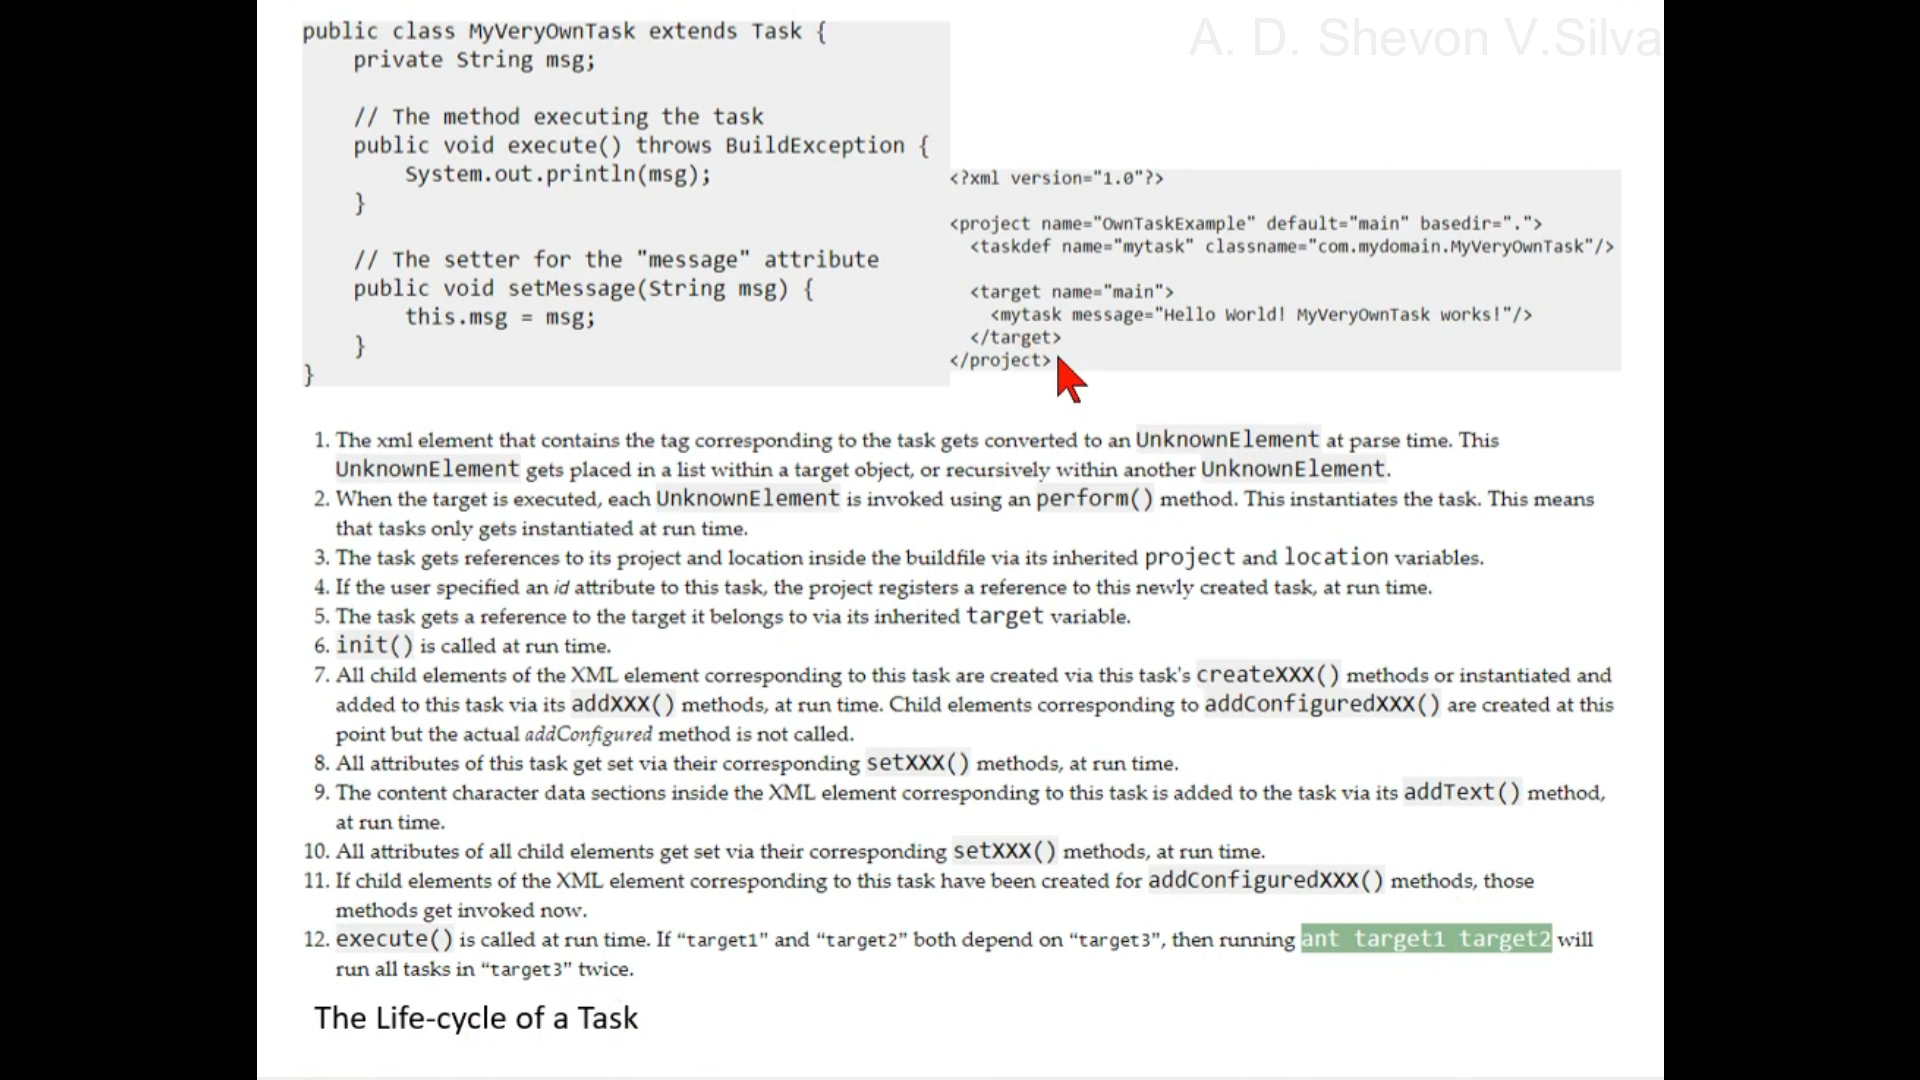 A. D. Shevon V.Silva
public class MyVeryOwnTask extends Task {
private String msg;
// The method executing the task
public void execute() throws BuildException {
System.out.println(msg);
}
// The setter for the "message" attribute
public void setMessage(String msg) {
this.msg = msg;
}
}
<?xml version="1.0"?>
<project name="OwnTaskExample" default="main" basedir=".">
<taskdef name="mytask" classname="com.mydomain.MyVeryOwnTask"/>
<target name="main">
<mytask message="Hello World! MyVeryOwnTask works!"/>
</target>
</project>
1. The xml element that contains the tag corresponding to the task gets converted to an UnknownElement at parse time. This
UnknownElement gets placed in a list within a target object, or recursively within another UnknownElement.
2. When the target is executed, each UnknownElement is invoked using an perform() method. This instantiates the task. This means
that tasks only gets instantiated at run time.
3. The task gets references to its project and location inside the buildfile via its inherited project and location variables.
4. If the user specified an id attribute to this task, the project registers a reference to this newly created task, at run time.
5. The task gets a reference to the target it belongs to via its inherited target variable.
6. init() is called at run time.
7. All child elements of the XML element corresponding to this task are created via this task's createXXX() methods or instantiated and
added to this task via its addXXX() methods, at run time. Child elements corresponding to addConfiguredXXX() are created at this
point but the actual addConfigured method is not called.
8. All attributes of this task get set via their corresponding setXXX() methods, at run time.
9. The content character data sections inside the XML element corresponding to this task is added to the task via its addText() method,
at run time.
10. All attributes of all child elements get set via their corresponding setXXX() methods, at run time.
11. If child elements of the XML element corresponding to this task have been created for addConfiguredXXX() methods, those
methods get invoked now.
12. execute() is called at run time. If “target1” and “target2” both depend on “target3”, then running ant target1 target2 will
run all tasks in “target3” twice.
The Life-cycle of a Task